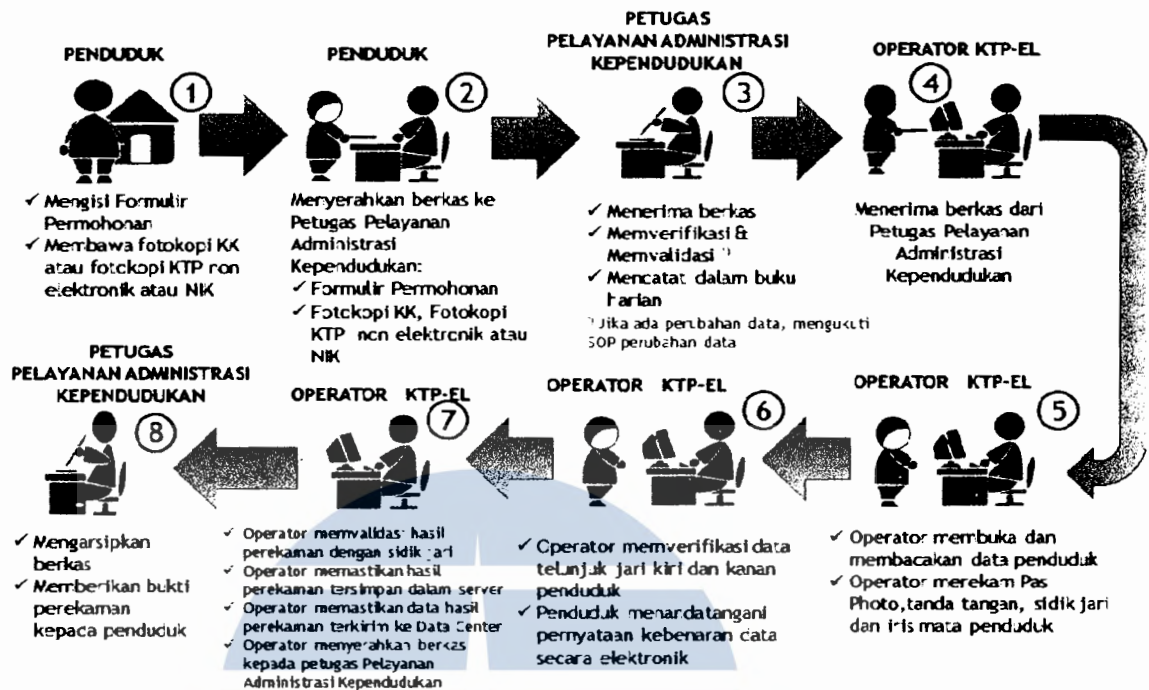 PENDUDUK
1
✓ Mengisi Formulir
Permohonan
✓ Membawa fotokopi KK
atau fotokopi KTP non
elektronik atau NIK
PENDUDUK
2
Menyerahkan berkas ke
Petugas Pelayanan
Administrasi
Kependudukan:
✓ Formulir Permohonan
✓ Fotokopi KK, Fotokopi
KTP non elektronik atau
NIK
PETUGAS
PELAYANAN ADMINISTRASI
KEPENDUDUKAN
3
✓ Menerima berkas
✓ Memverifikasi &
Memvalidasi *)
✓ Mencatat dalam buku
harian
*) Jika ada perubahan data, mengikuti
SOP perubahan data
OPERATOR KTP-EL
4
Menerima berkas dari
Petugas Pelayanan
Administrasi
Kependudukan
OPERATOR KTP-EL
5
✓ Operator membuka dan
membacakan data penduduk
✓ Operator merekam Pas
Photo,tanda tangan, sidik jari
dan iris mata penduduk
OPERATOR KTP-EL
6
✓ Operator memverifikasi data
telunjuk jari kiri dan kanan
penduduk
✓ Penduduk menandatangani
pernyataan kebenaran data
secara elektronik
OPERATOR KTP-EL
7
✓ Operator memvalidasi hasil
perekaman dengan sidik jari
✓ Operator memastikan hasil
perekaman tersimpan dalam server
✓ Operator memastikan data hasil
perekaman terkirim ke Data Center
✓ Operator menyerahkan berkas
kepada petugas Pelayanan
Administrasi Kependudukan
PETUGAS
PELAYANAN ADMINISTRASI
KEPENDUDUKAN
8
✓ Mengarsipkan
berkas
✓ Memberikan bukti
perekaman
kepada penduduk